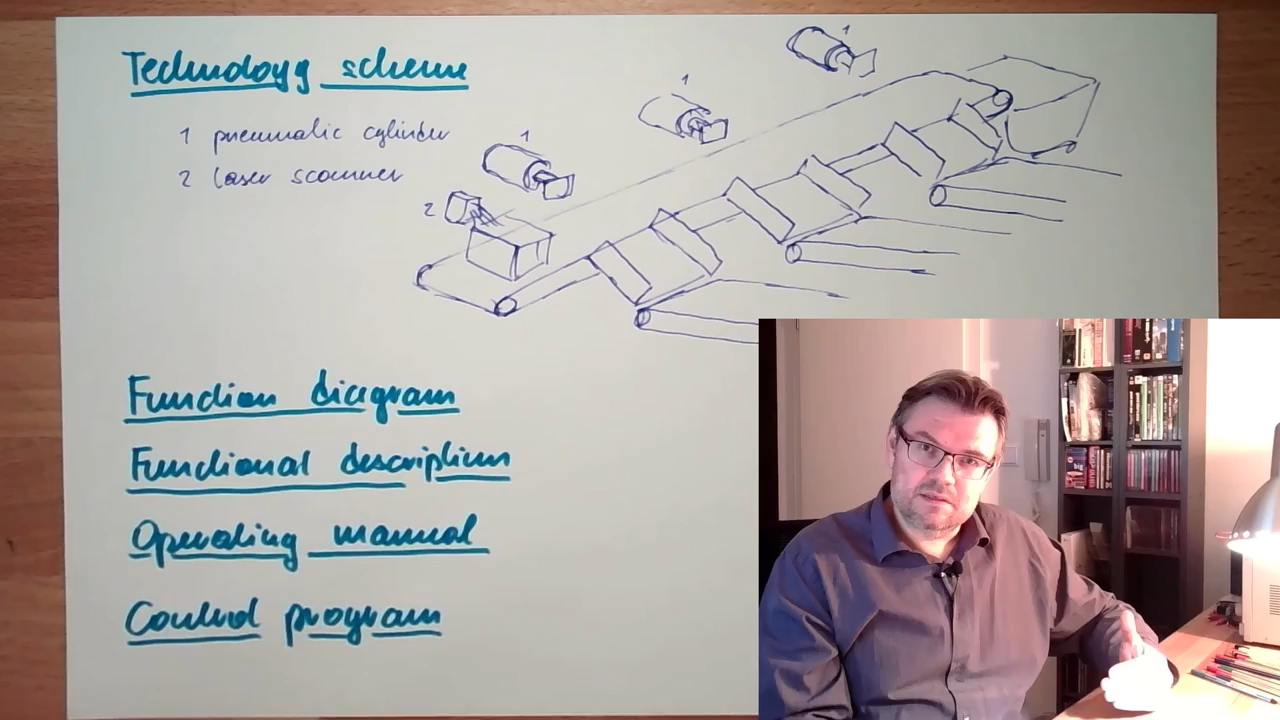 Technology scheme
1 pneumatic cylinder
2 laser scanner
1
1
1
2
Function diagram
Functional description
Operating manual
Control program